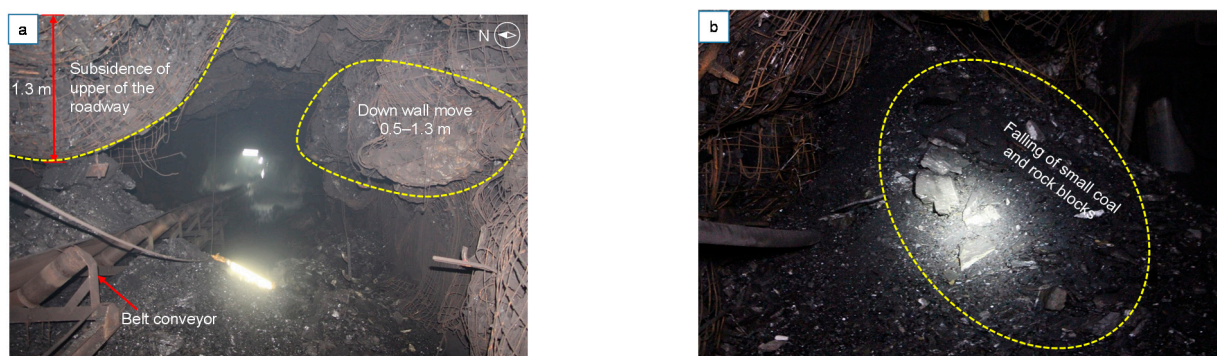 a
N
Subsidence of
upper of the
roadway
1.3 m
Down wall move
0.5–1.3 m
Belt conveyor
b
Falling of small coal
and rock blocks